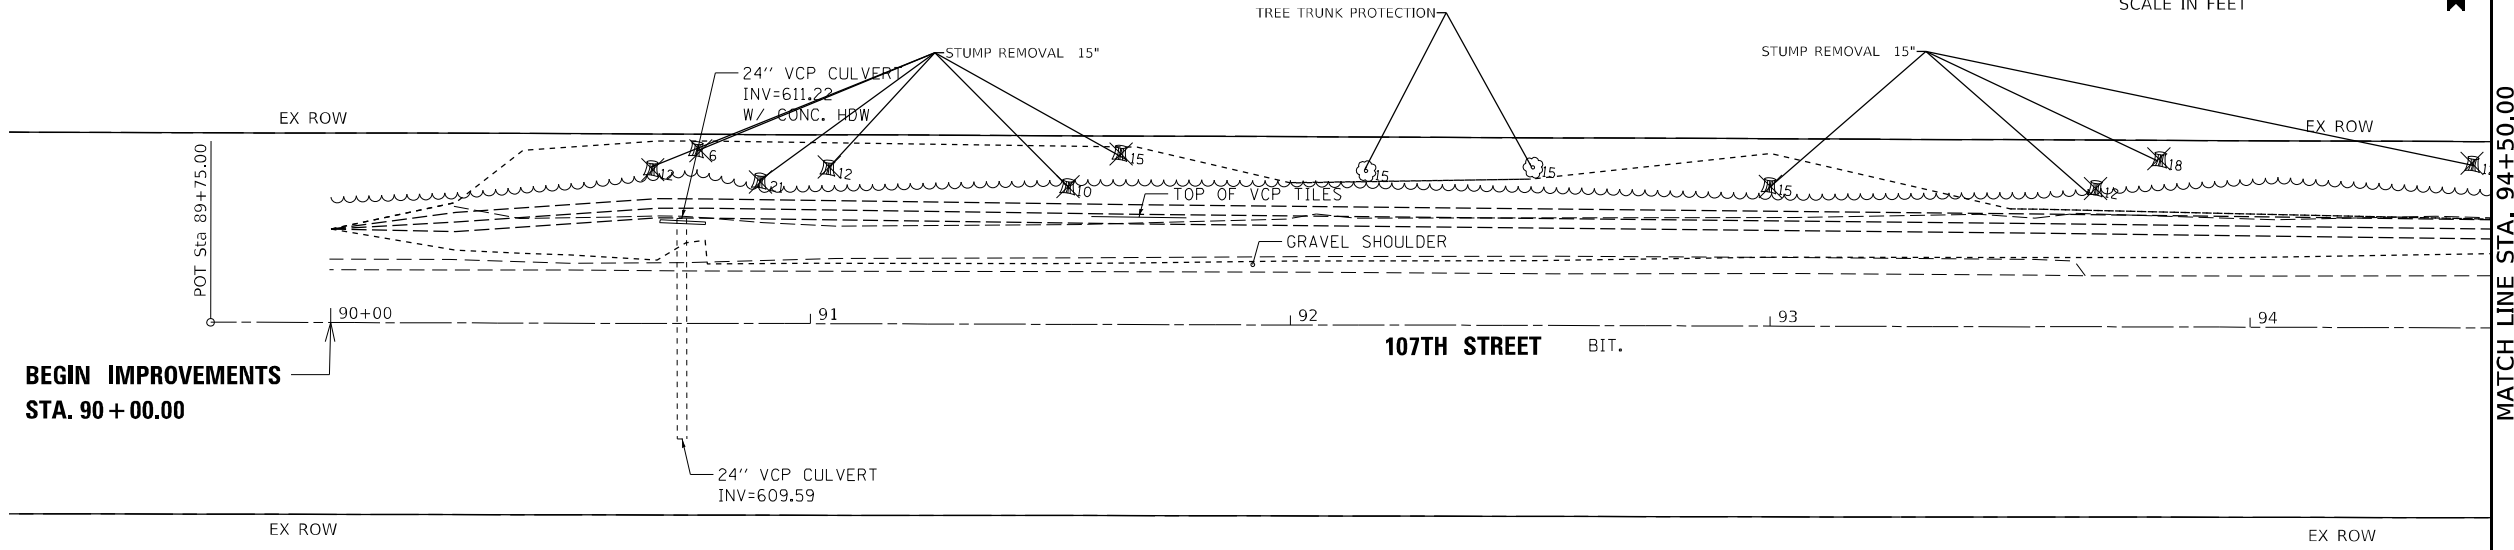 SCALE IN FEET
TREE TRUNK PROTECTION
STUMP REMOVAL 15"
STUMP REMOVAL 15"
24'' VCP CULVERT
INV=611.22
W/ CONC. HDW
EX ROW
EX ROW
POT Sta 89+75.00
6
12
21
12
15
10
15
15
15
12
18
TOP OF VCP TILES
GRAVEL SHOULDER
90+00
91
92
93
94
107TH STREET BIT.
BEGIN IMPROVEMENTS
STA. 90 + 00.00
24'' VCP CULVERT
INV=609.59
EX ROW
EX ROW
MATCH LINE STA. 94+50.00